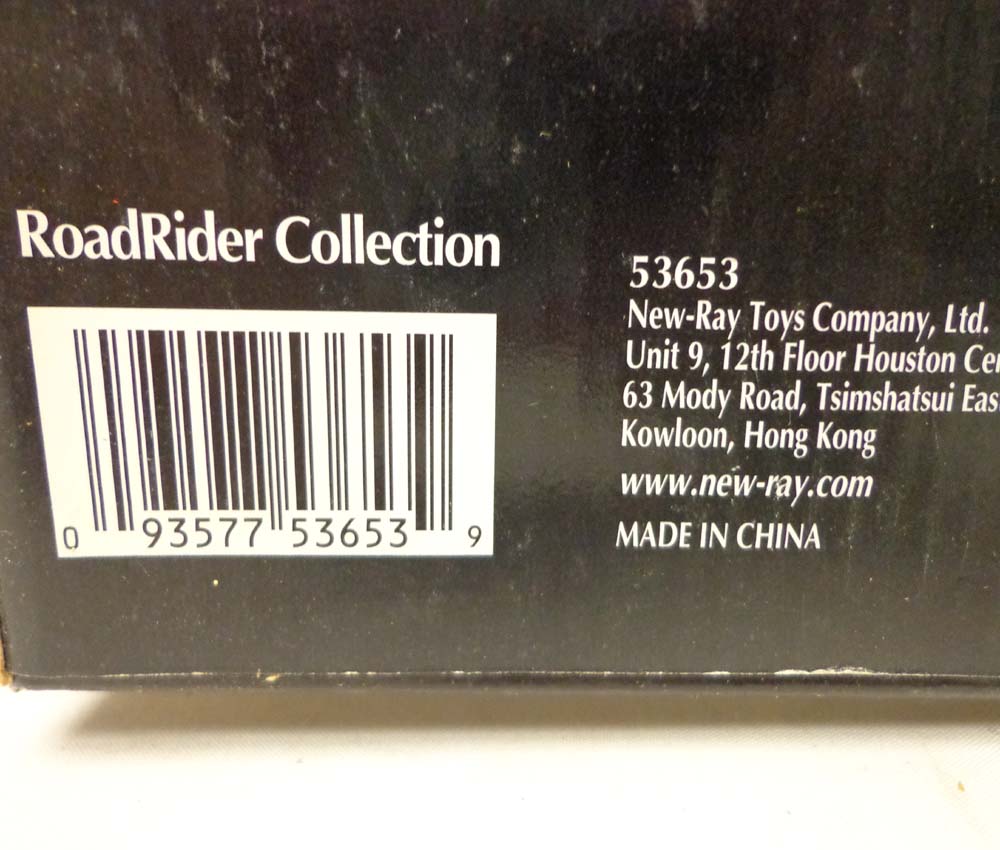 RoadRider Collection
0 93577 53653 9
53653
New-Ray Toys Company, Ltd.
Unit 9, 12th Floor Houston
63 Mody Road, Tsimshatsui
Kowloon, Hong Kong
www.new-ray.com
MADE IN CHINA